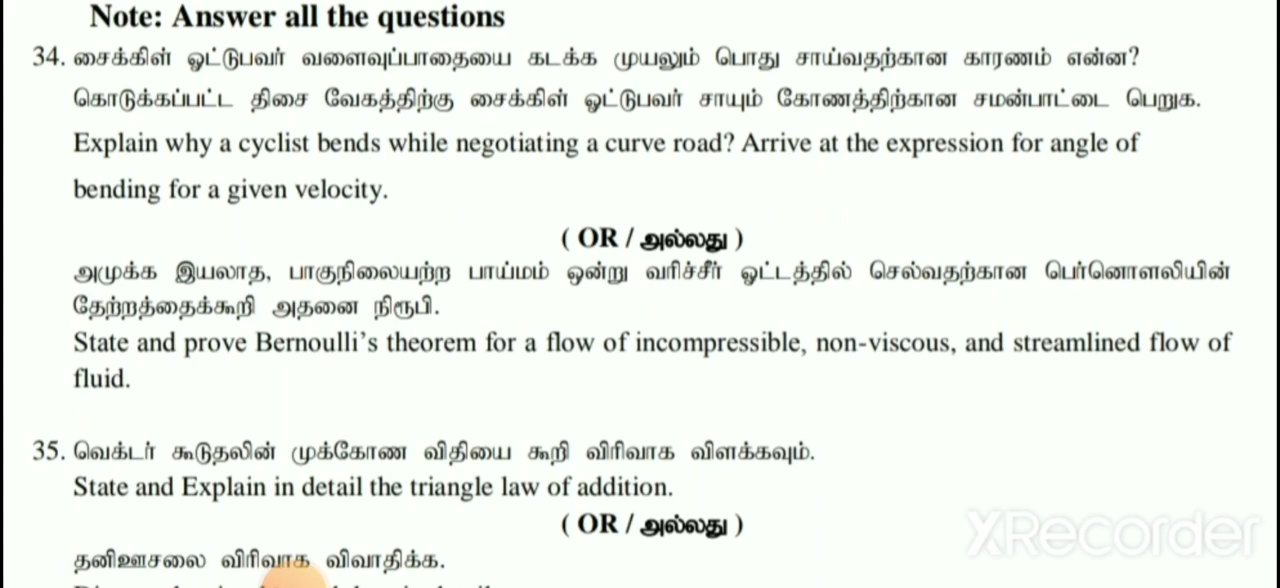 Note: Answer all the questions
34. சைக்கிள் ஓட்டுபவர் வளைவுப்பாதையை கடக்க முயலும் பொது சாய்வதற்கான காரணம் என்ன?
கொடுக்கப்பட்ட திசை வேகத்திற்கு சைக்கிள் ஓட்டுபவர் சாயும் கோணத்திற்கான சமன்பாட்டை பெறுக.
Explain why a cyclist bends while negotiating a curve road? Arrive at the expression for angle of
bending for a given velocity.
( OR / அல்லது )
அமுக்க இயலாத, பாகுநிலையற்ற பாய்மம் ஒன்று வரிச்சீர் ஓட்டத்தில் செல்வதற்கான பெர்னௌலியின்
தேற்றத்தைக்கூறி அதனை நிரூபி.
State and prove Bernoulli’s theorem for a flow of incompressible, non-viscous, and streamlined flow of
fluid.
35. வெக்டர் கூடுதலின் முக்கோண விதியை கூறி விரிவாக விளக்கவும்.
State and Explain in detail the triangle law of addition.
( OR / அல்லது )
XRecorder
தனிஊசலை விரிவாக விவாதிக்க.